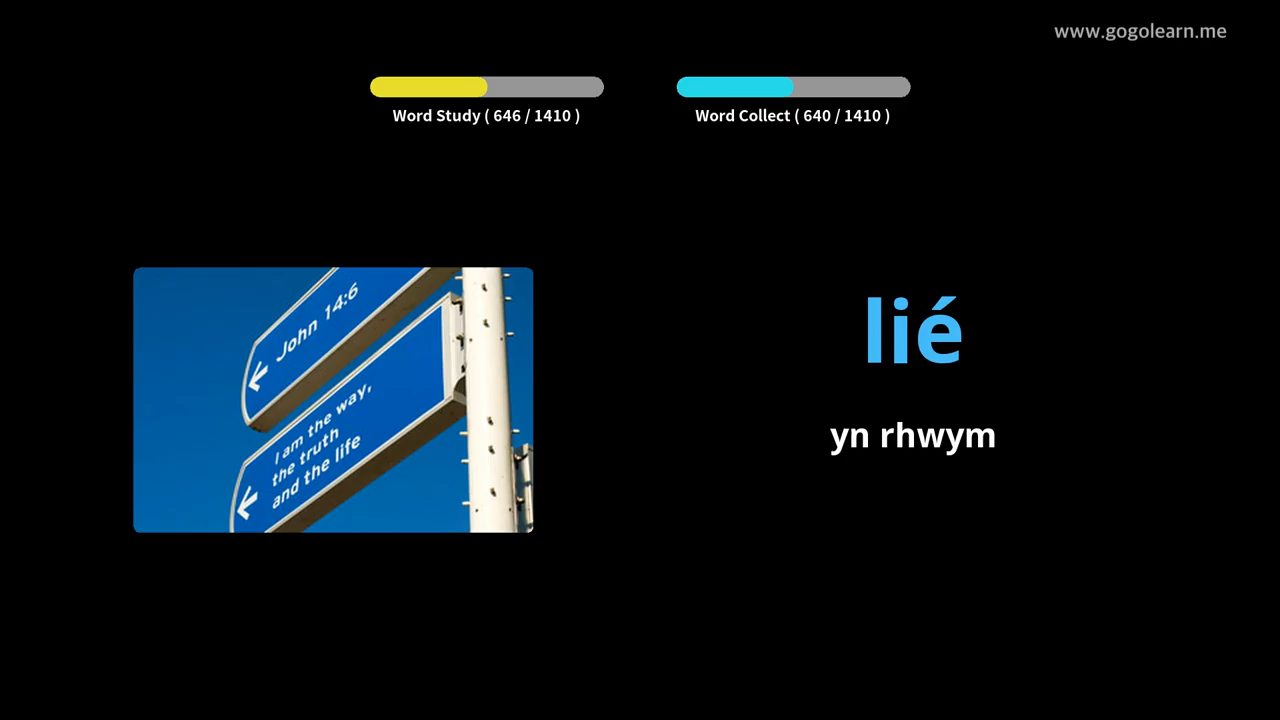 www.gogolearn.me
Word Study ( 646 / 1410 )
Word Collect ( 640 / 1410 )
John 14:6
I am the way,
the truth
and the life
lié
yn rhwym